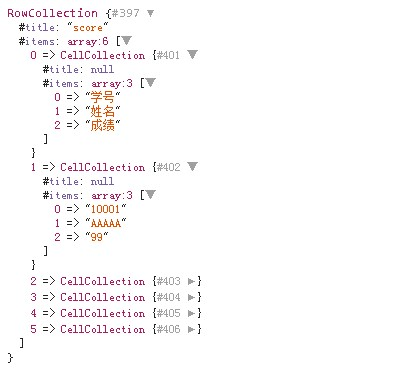 RowCollection {#397 ▼
#title: "score"
#items: array:6 [▼
0 => CellCollection {#401 ▼
#title: null
#items: array:3 [▼
0 => "学号"
1 => "姓名"
2 => "成绩"
]
}
1 => CellCollection {#402 ▼
#title: null
#items: array:3 [▼
0 => "10001"
1 => "AAAAA"
2 => "99"
]
}
2 => CellCollection {#403 ▶}
3 => CellCollection {#404 ▶}
4 => CellCollection {#405 ▶}
5 => CellCollection {#406 ▶}
]
}